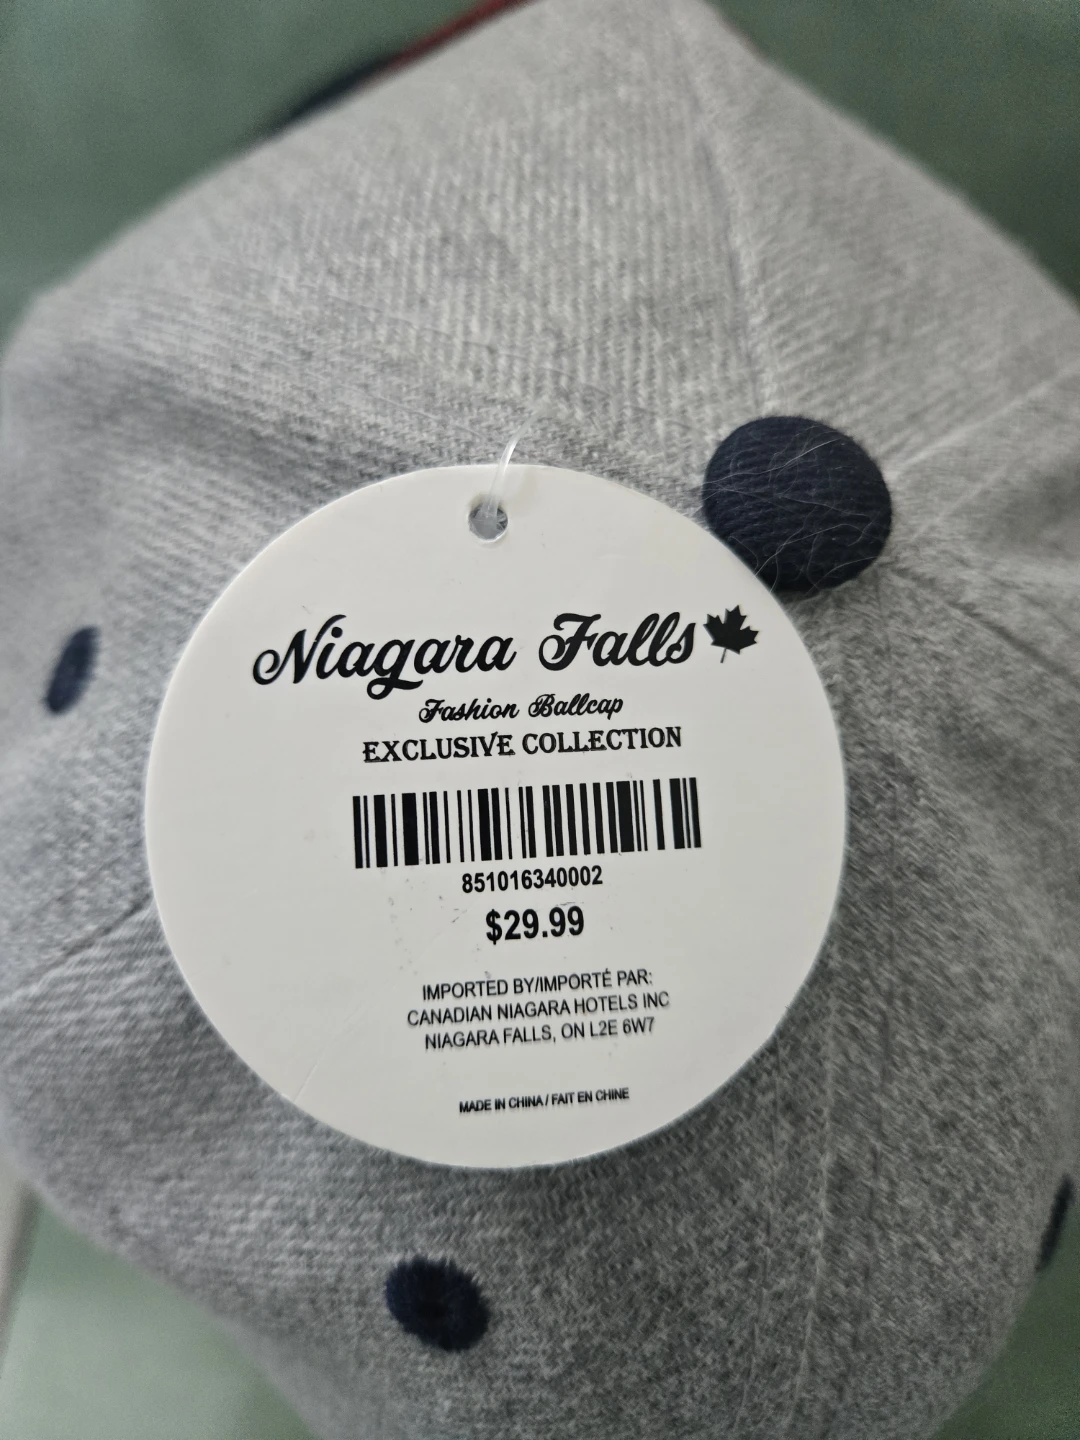 Niagara Falls
Fashion Ballcap
EXCLUSIVE COLLECTION
851016340002
$29.99
IMPORTED BY/IMPORTÉ PAR:
CANADIAN NIAGARA HOTELS INC
NIAGARA FALLS, ON L2E 6W7
MADE IN CHINA / FAIT EN CHINE